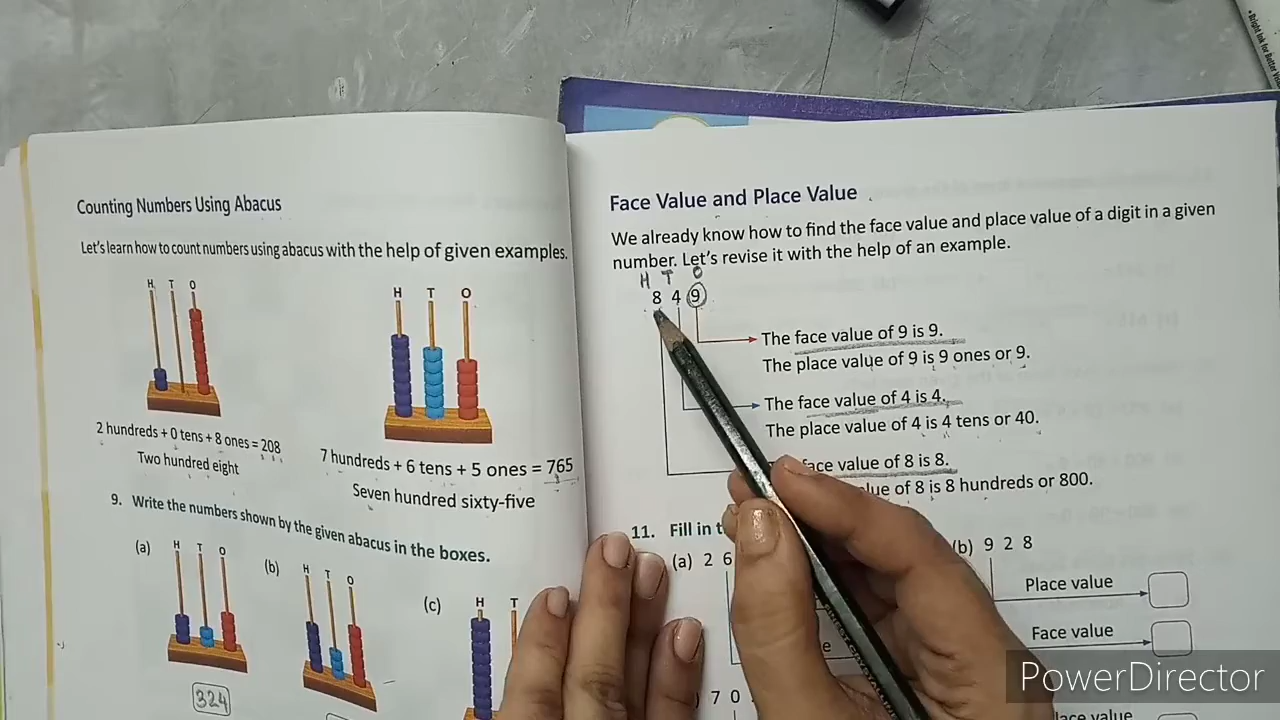 Counting Numbers Using Abacus
Let's learn how to count numbers using abacus with the help of given examples.
H T O
H T O
2 hundreds + 0 tens + 8 ones = 208
Two hundred eight
7 hundreds + 6 tens + 5 ones = 765
Seven hundred sixty-five
9. Write the numbers shown by the given abacus in the boxes.
(a) H T O
(b) H T O
(c) H T
324
Face Value and Place Value
We already know how to find the face value and place value of a digit in a given
number. Let's revise it with the help of an example.
H T O
8 4 9
The face value of 9 is 9.
The place value of 9 is 9 ones or 9.
The face value of 4 is 4.
The place value of 4 is 4 tens or 40.
face value of 8 is 8.
of 8 is 8 hundreds or 800.
11. Fill in
(a) 2 6
(b) 9 2 8
Place value
Face value
7 0
value
PowerDirector